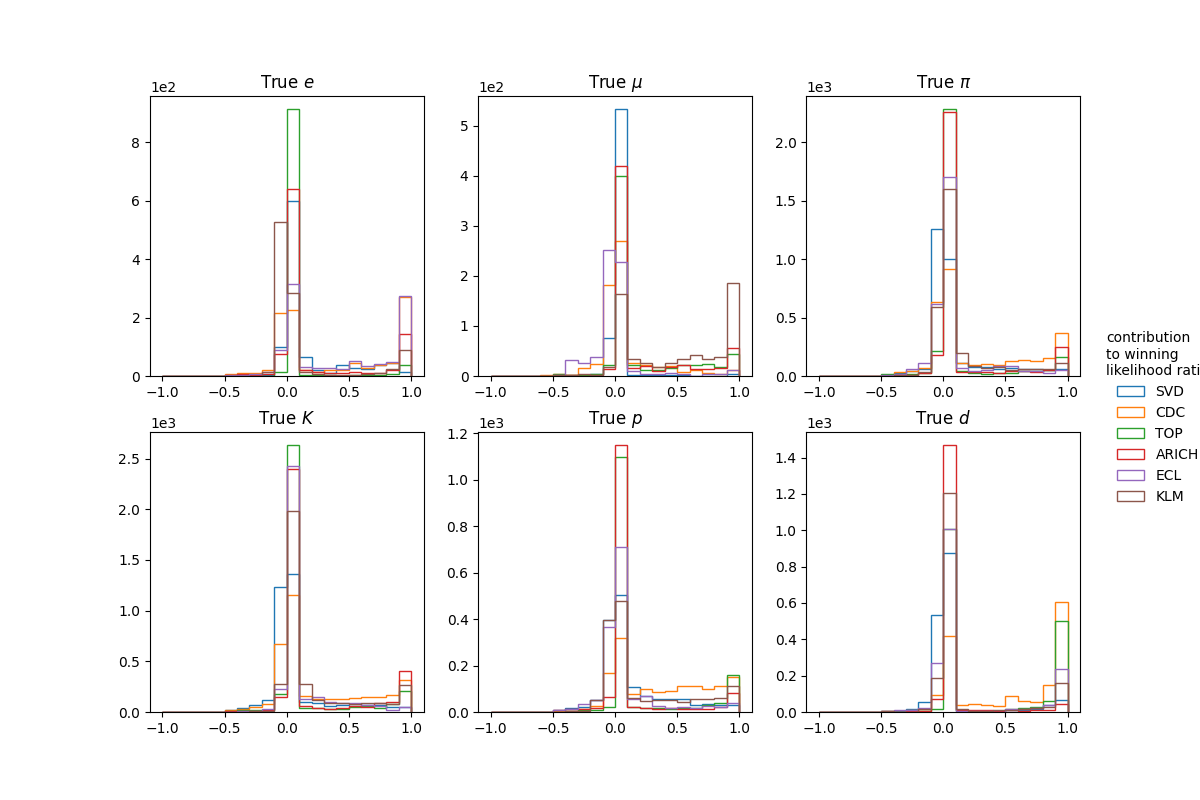 True e
True μ
True π
1e2
1e2
1e3
8
6
4
2
0
5
4
3
2
1
0
2.0
1.5
1.0
0.5
0.0
−1.0 −0.5 0.0 0.5 1.0
−1.0 −0.5 0.0 0.5 1.0
−1.0 −0.5 0.0 0.5 1.0
True K
True p
True d
1e3
1e3
1e3
2.5
2.0
1.5
1.0
0.5
0.0
1.2
1.0
0.8
0.6
0.4
0.2
0.0
1.4
1.2
1.0
0.8
0.6
0.4
0.2
0.0
−1.0 −0.5 0.0 0.5 1.0
−1.0 −0.5 0.0 0.5 1.0
−1.0 −0.5 0.0 0.5 1.0
contribution
to winning
likelihood rati
SVD
CDC
TOP
ARICH
ECL
KLM